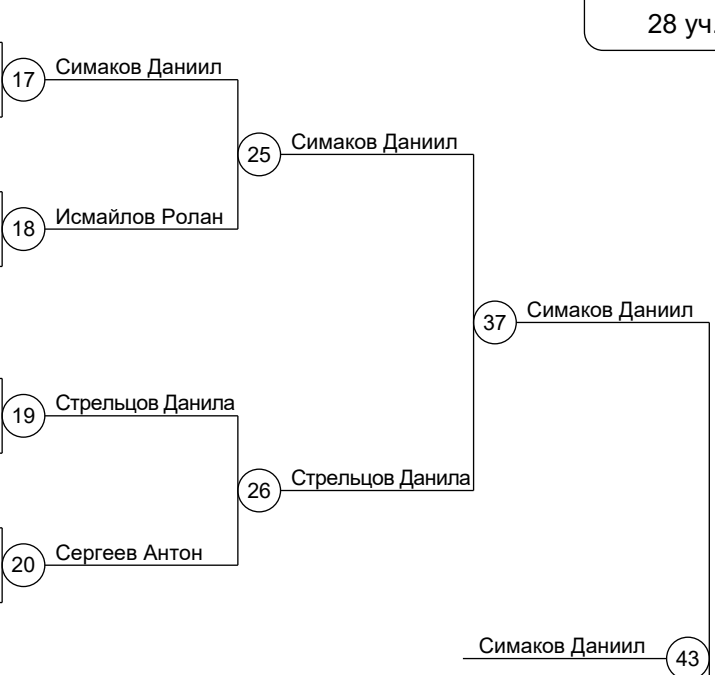 28 уч.
17 Симаков Даниил
25 Симаков Даниил
18 Исмайлов Ролан
37 Симаков Даниил
19 Стрельцов Данила
26 Стрельцов Данила
20 Сергеев Антон
Симаков Даниил 43